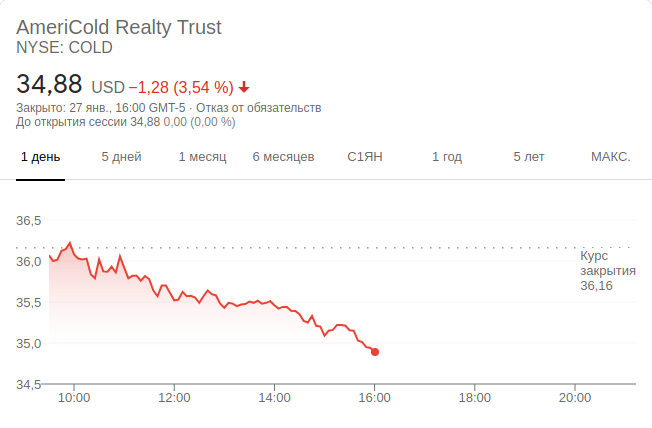 AmeriCold Realty Trust
NYSE: COLD
34,88 USD −1,28 (3,54 %)
Закрыто: 27 янв., 16:00 GMT-5 · Отказ от обязательств
До открытия сессии 34,88 0,00 (0,00 %)
1 день 5 дней 1 месяц 6 месяцев С1ЯН 1 год 5 лет МАКС.
36,5
36,0
35,5
35,0
34,5
Курс
закрытия
36,16
10:00 12:00 14:00 16:00 18:00 20:00